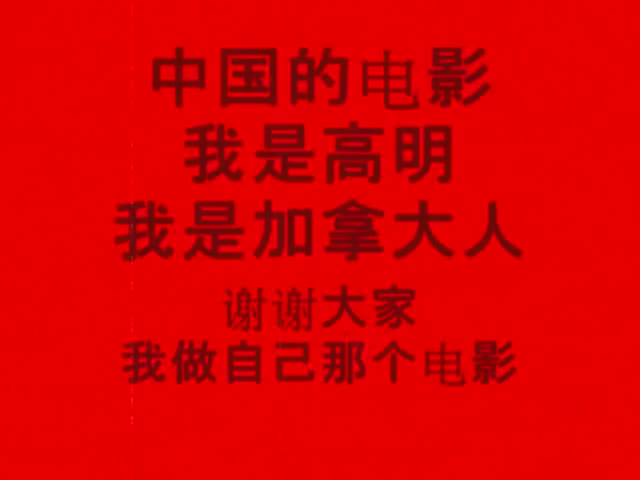 中国的电影
我是高明
我是加拿大人
谢谢大家
我做自己那个电影